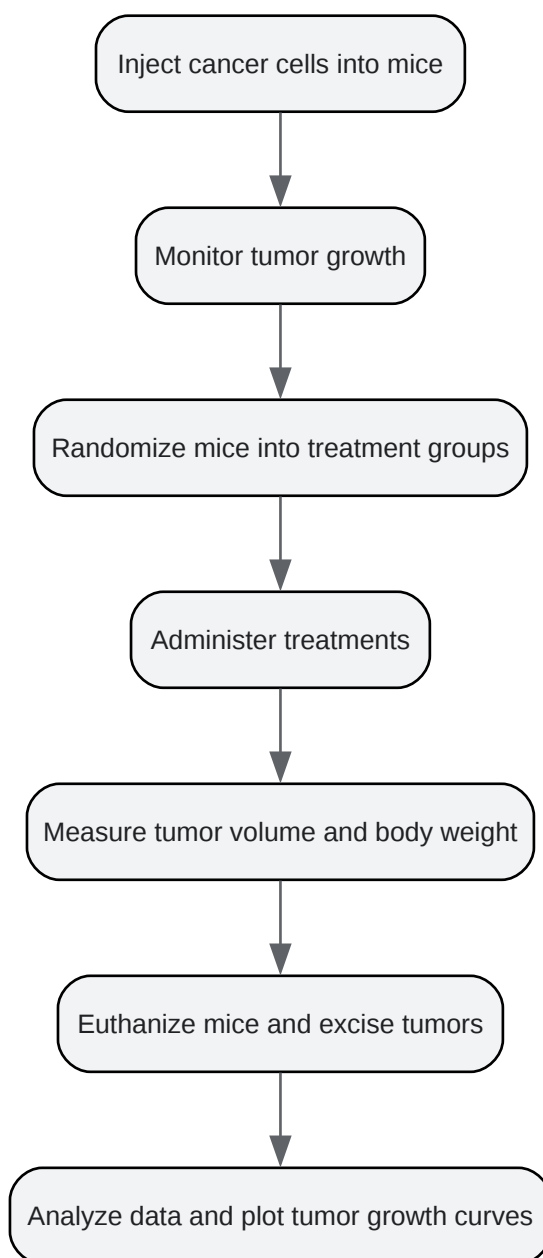 Inject cancer cells into mice
Monitor tumor growth
Randomize mice into treatment groups
Administer treatments
Measure tumor volume and body weight
Euthanize mice and excise tumors
Analyze data and plot tumor growth curves